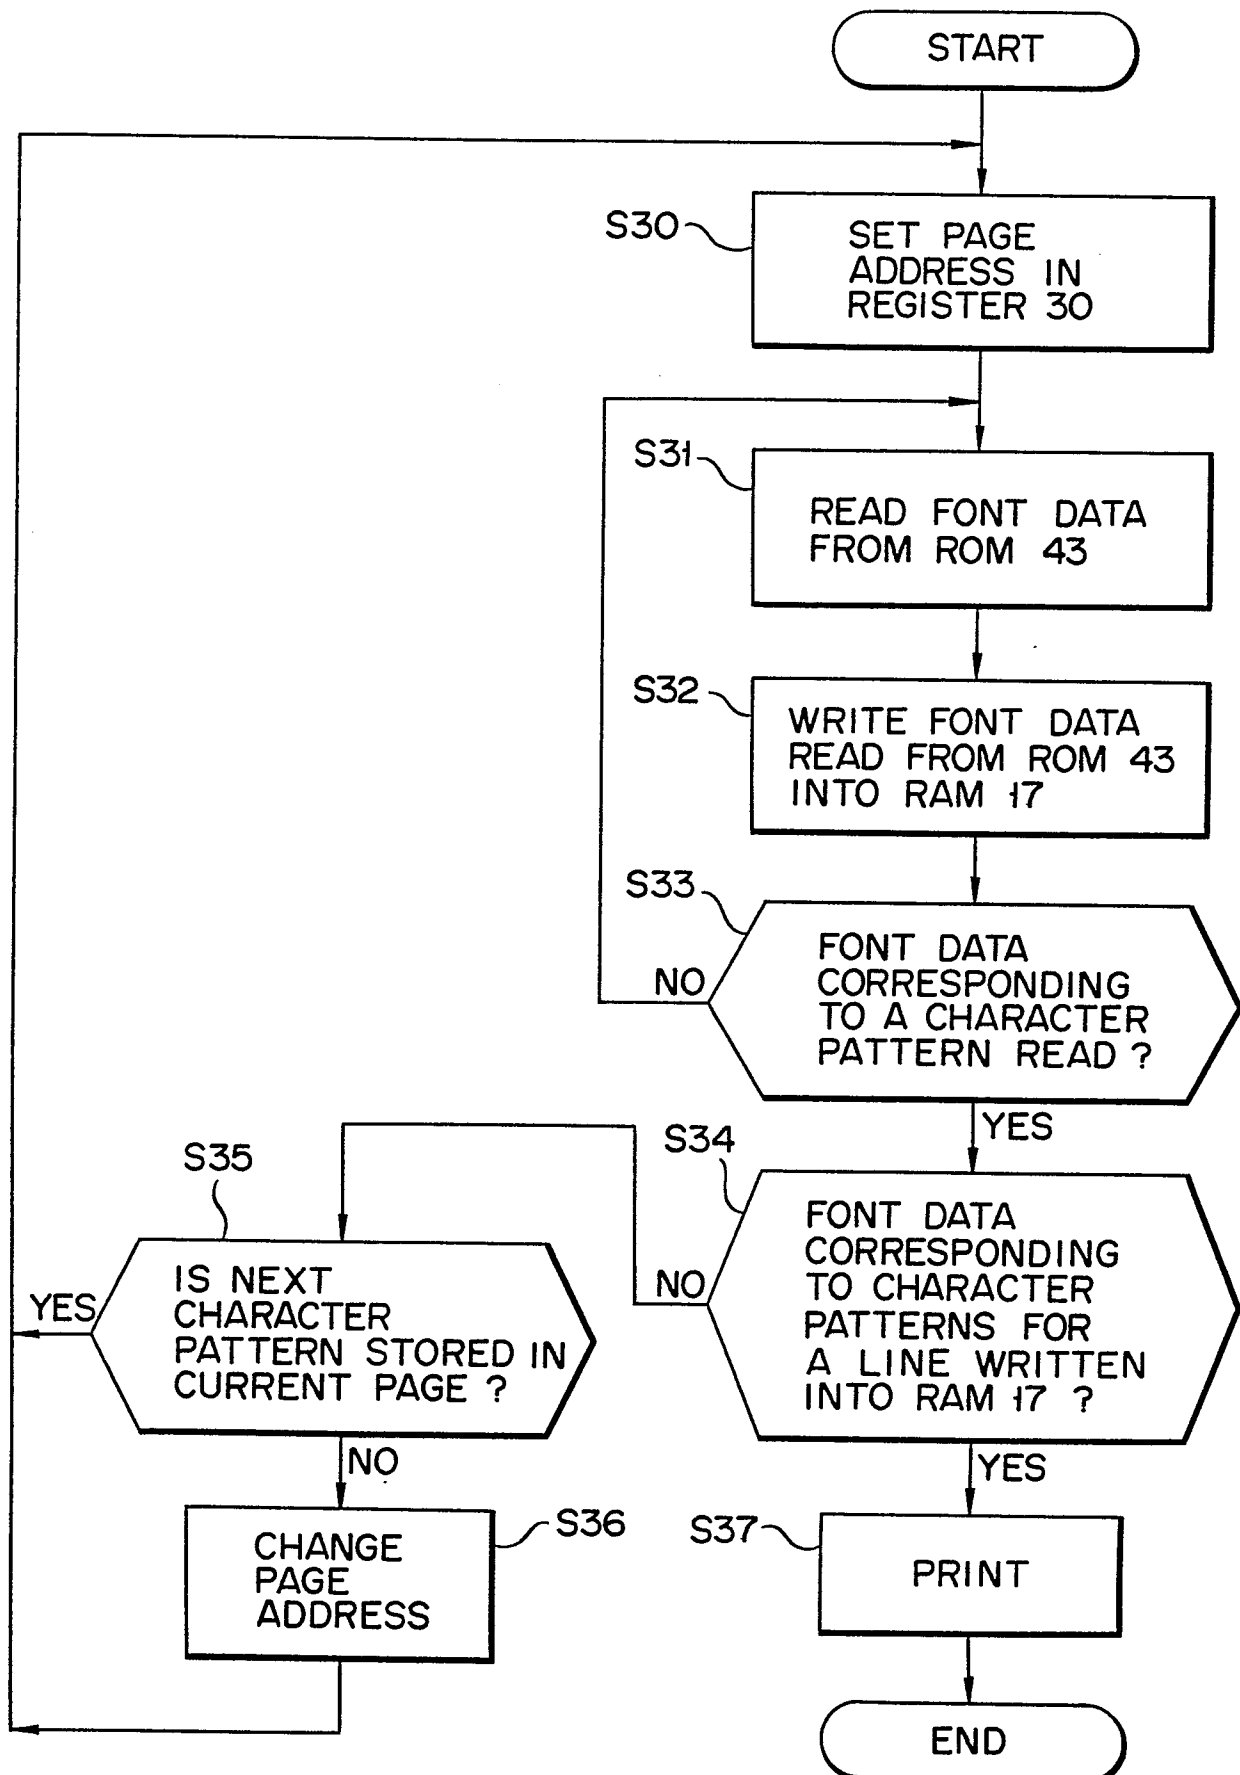 START
S30
SET PAGE
ADDRESS IN
REGISTER 30
S31
READ FONT DATA
FROM ROM 43
S32
WRITE FONT DATA
READ FROM ROM 43
INTO RAM 17
S33
FONT DATA
CORRESPONDING
TO A CHARACTER
PATTERN READ ?
NO
YES
S34
FONT DATA
CORRESPONDING
TO CHARACTER
PATTERNS FOR
A LINE WRITTEN
INTO RAM 17 ?
NO
YES
S35
IS NEXT
CHARACTER
PATTERN STORED IN
CURRENT PAGE ?
YES
NO
S36
CHANGE
PAGE
ADDRESS
S37
PRINT
END